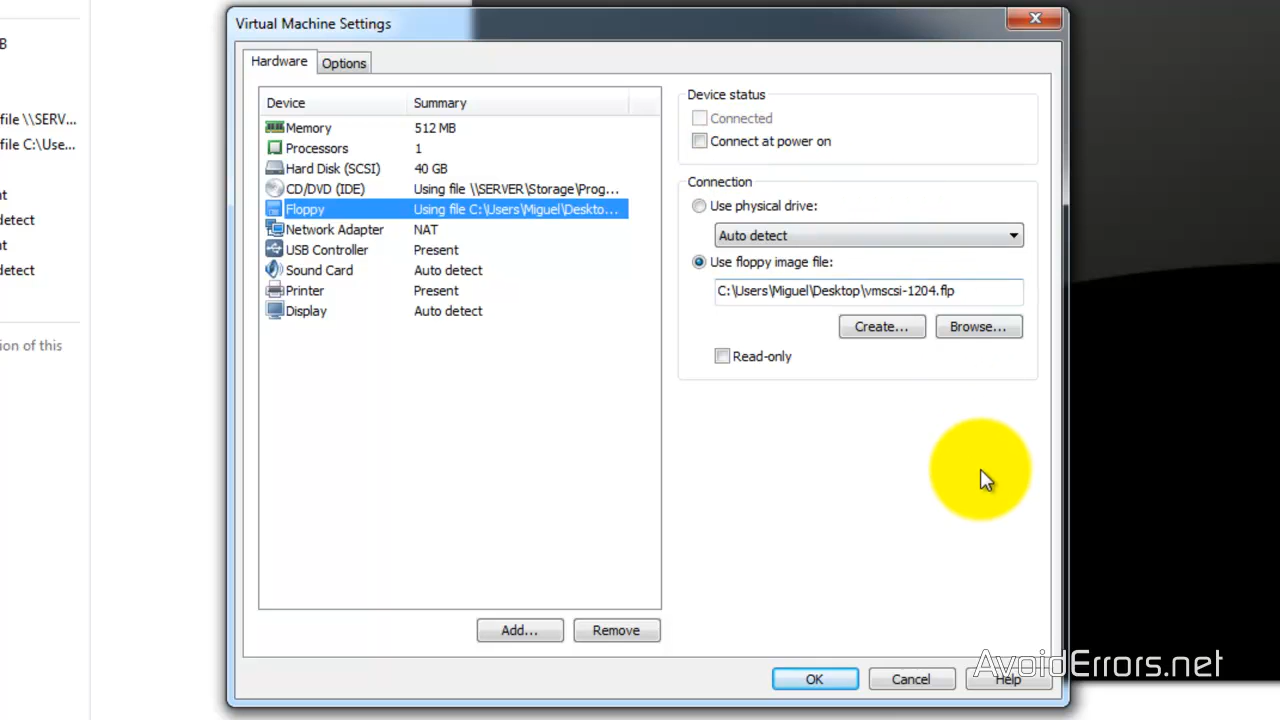 Virtual Machine Settings
Hardware
Options
B
file \\SERV...
file C:\Use...
nt
detect
nt
detect
ion of this
Device Summary
Memory 512 MB
Processors 1
Hard Disk (SCSI) 40 GB
CD/DVD (IDE) Using file \\SERVER\Storage\Prog...
Floppy Using file C:\Users\Miguel\Deskto...
Network Adapter NAT
USB Controller Present
Sound Card Auto detect
Printer Present
Display Auto detect
Add...
Remove
Device status
Connected
Connect at power on
Connection
Use physical drive:
Auto detect
Use floppy image file:
C:\Users\Miguel\Desktop\vmscsi-1204.flp
Create...
Browse...
Read-only
OK
Cancel
Help
AvoidErrors.net